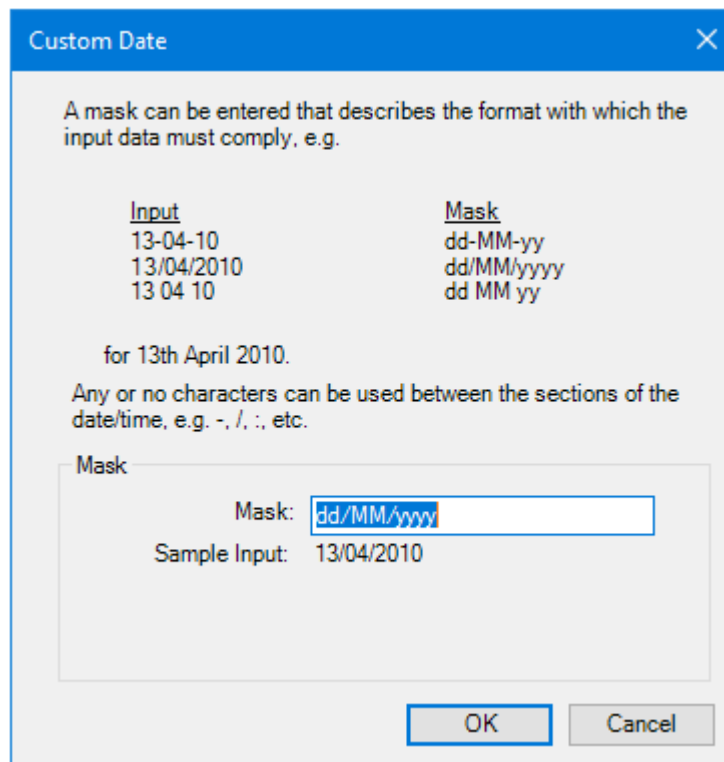 Custom Date
A mask can be entered that describes the format with which the
input data must comply, e.g.
Input Mask
13-04-10 dd-MM-yy
13/04/2010 dd/MM/yyyy
13 04 10 dd MM yy
for 13th April 2010.
Any or no characters can be used between the sections of the
date/time, e.g. -, /, :, etc.
Mask
Mask: dd/MM/yyyy
Sample Input: 13/04/2010
OK Cancel